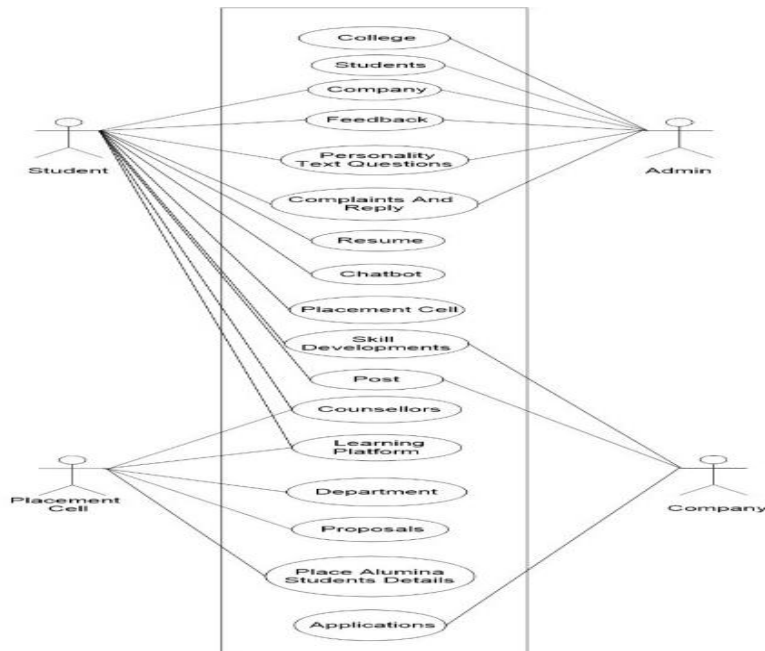 College
Students
Company
Feedback
Personality
Text Questions
Student
Admin
Complaints And
Reply
Resume
Chatbot
Placement Cell
Skill
Developments
Post
Counsellors
Learning
Platform
Placement
Cell
Department
Company
Proposals
Place Alumina
Students Details
Applications